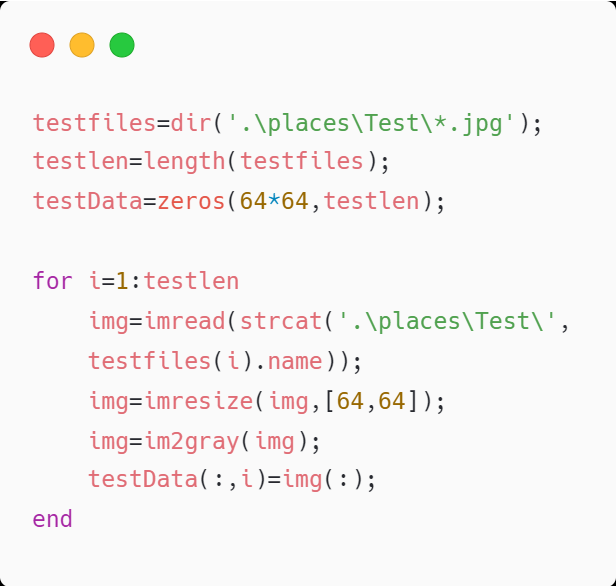 testfiles=dir('.\places\Test\*.jpg');
testlen=length(testfiles);
testData=zeros(64*64,testlen);

for i=1:testlen
    img=imread(strcat('.\places\Test\',
    testfiles(i).name));
    img=imresize(img,[64,64]);
    img=im2gray(img);
    testData(:,i)=img(:);
end